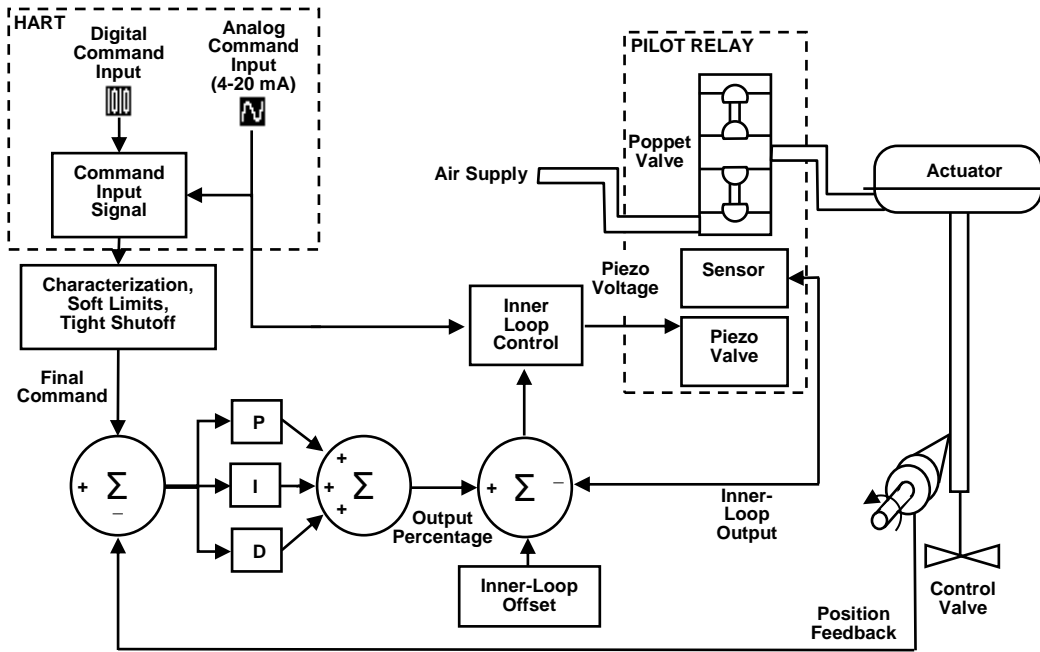 HART
Digital
Command
Input
Analog
Command
Input
(4-20 mA)
Command
Input
Signal
Characterization,
Soft Limits,
Tight Shutoff
Final
Command
+
Σ
–
P
I
D
+
+
+
Σ
Output
Percentage
+
Σ
–
Inner-Loop
Offset
Inner
Loop
Control
Piezo
Voltage
PILOT RELAY
Poppet
Valve
Air Supply
Sensor
Piezo
Valve
Inner-
Loop
Output
Actuator
Control
Valve
Position
Feedback